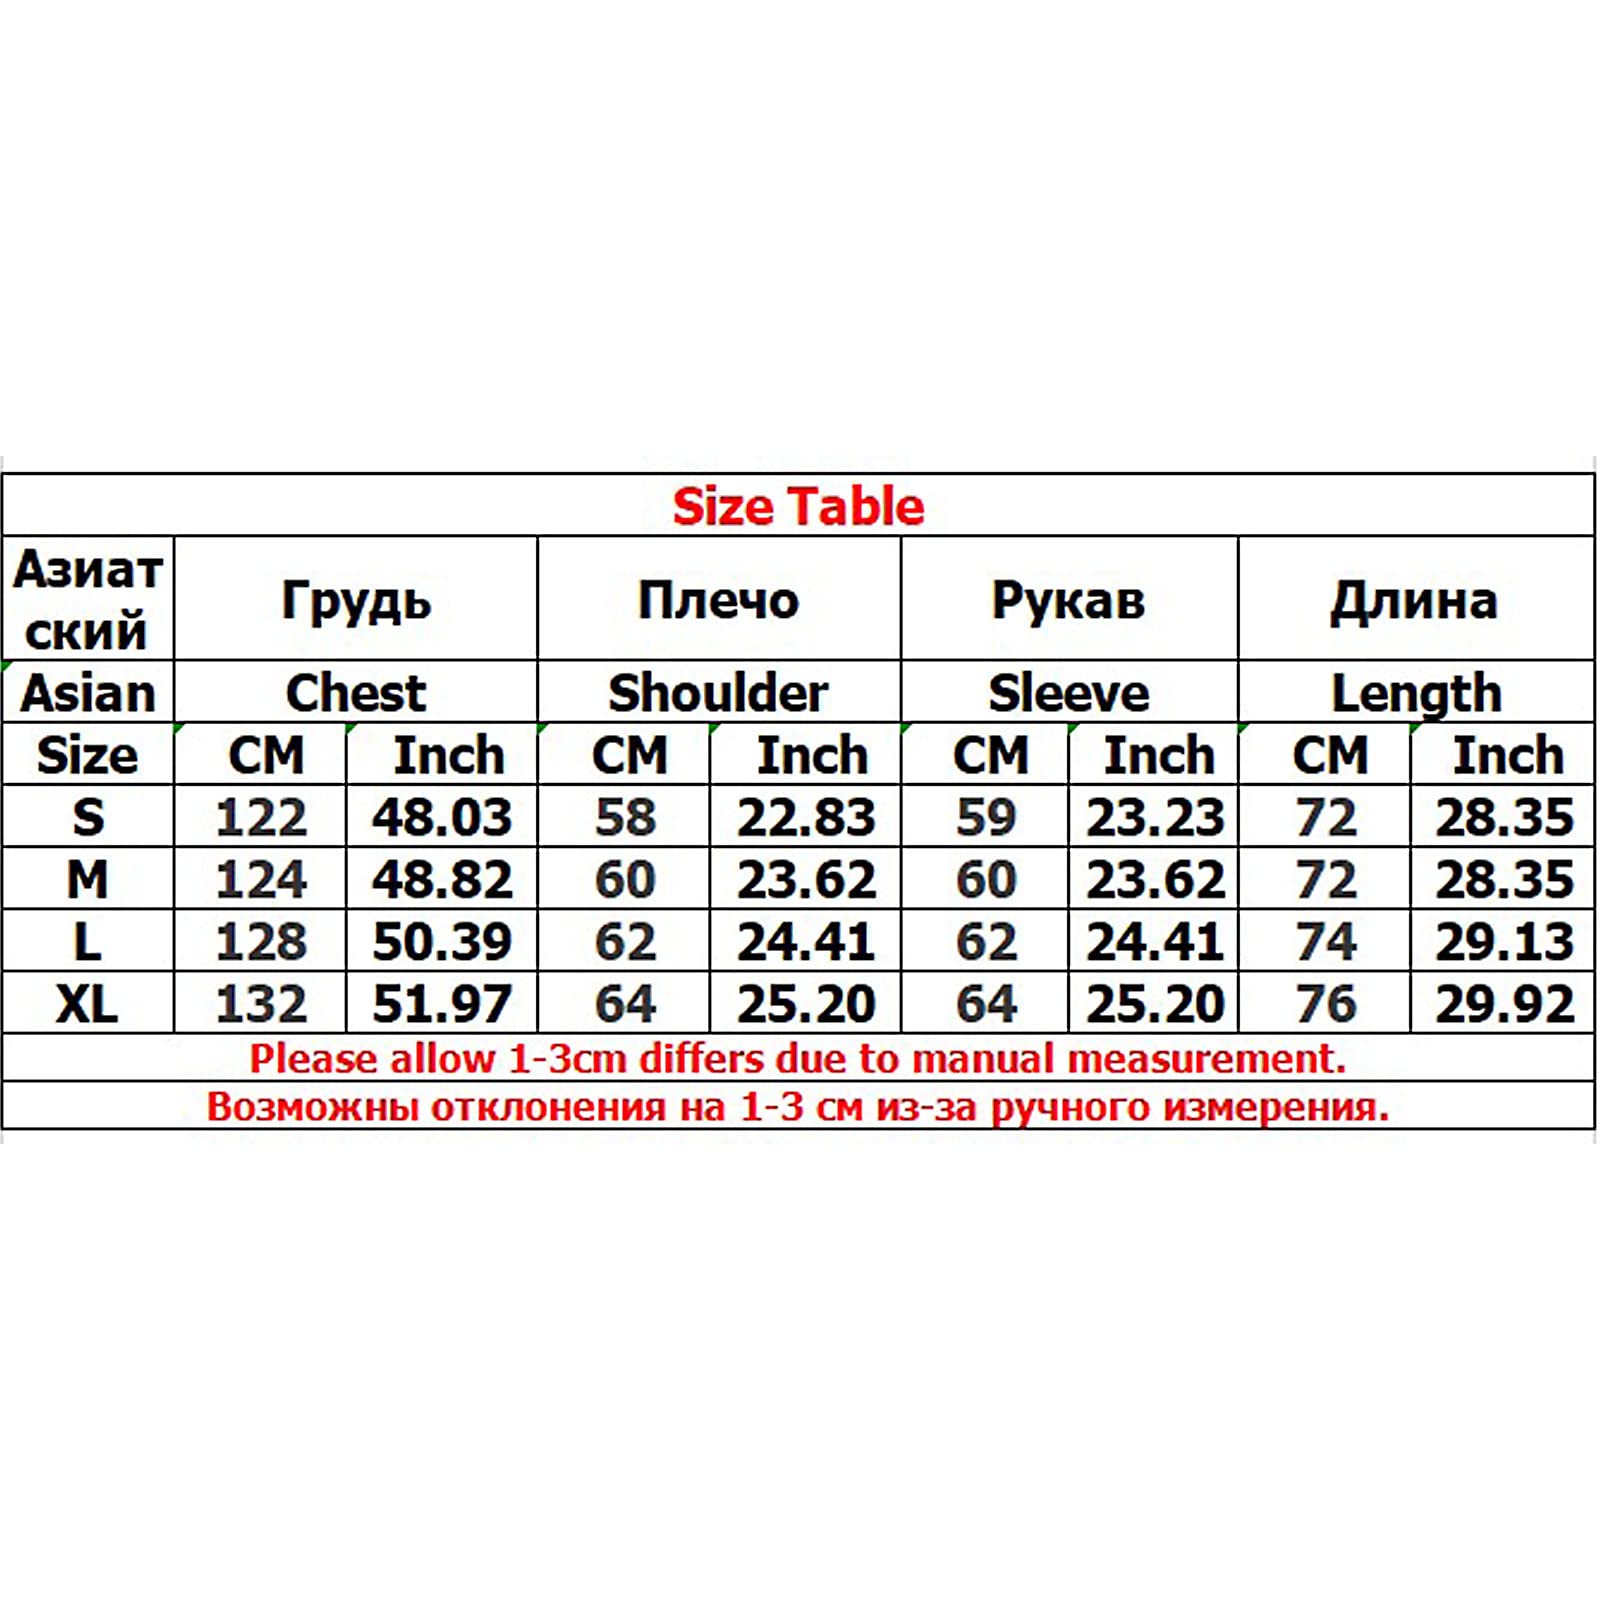 Size Table
Азиат Грудь Плечо Рукав Длина
ский
Asian Chest Shoulder Sleeve Length
Size CM Inch CM Inch CM Inch CM Inch
S 122 48.03 58 22.83 59 23.23 72 28.35
M 124 48.82 60 23.62 60 23.62 72 28.35
L 128 50.39 62 24.41 62 24.41 74 29.13
XL 132 51.97 64 25.20 64 25.20 76 29.92
Please allow 1-3cm differs due to manual measurement.
Возможны отклонения на 1-3 см из-за ручного измерения.